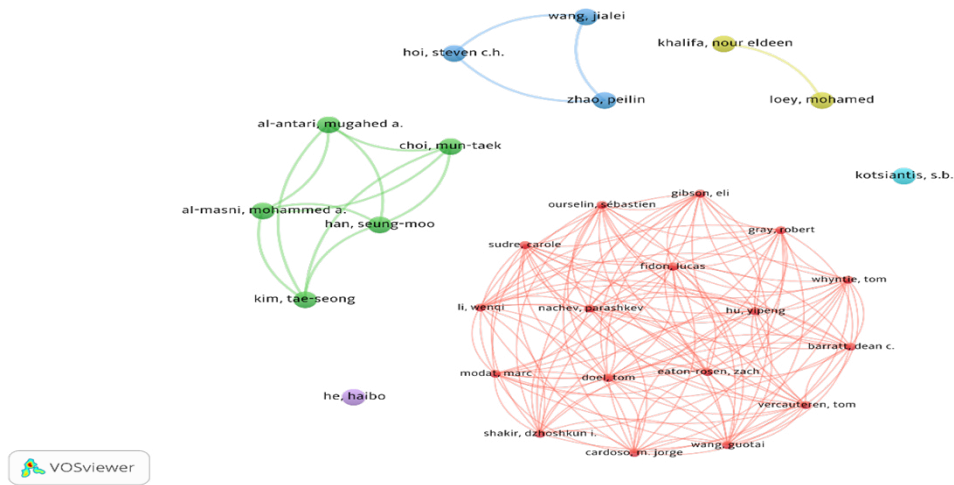 wang, jialei
khalifa, nour eldeen
hoi, steven c.h.
zhao, peilin
loey, mohamed
al-antari, mugahed a.
choi, mun-taek
kotsiantis, s.b.
gibson, eli
ourselin, sébastien
al-masni, mohammed a.
han, seung-moo
gray, robert
sudre, carole
fidon, lucas
whyntie, tom
kim, tae-seong
li, wenqi
nachev, parashkev
hu, yipeng
barratt, dean c.
modat, marc
doel, tom
eaton-rosen, zach
he, haibo
vercauteren, tom
shakir, dzhoshkun i.
wang, guotai
cardoso, m. jorge
VOSviewer